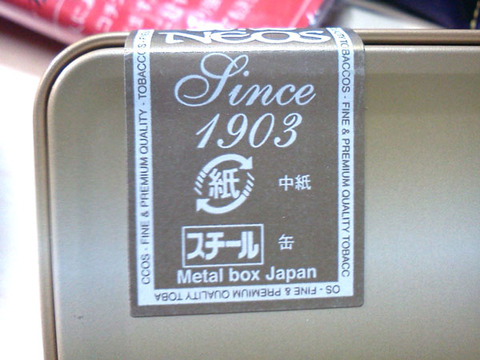 NEOS
Since
1903
紙 中紙
スチール 缶
Metal box Japan
CCOS - FINE & PREMIUM QUALITY - TOBACCO
TOBACCOS - FINE & PREMIUM QUALITY TOBACC
OS - FINE & PREMIUM QUALITY TOBA